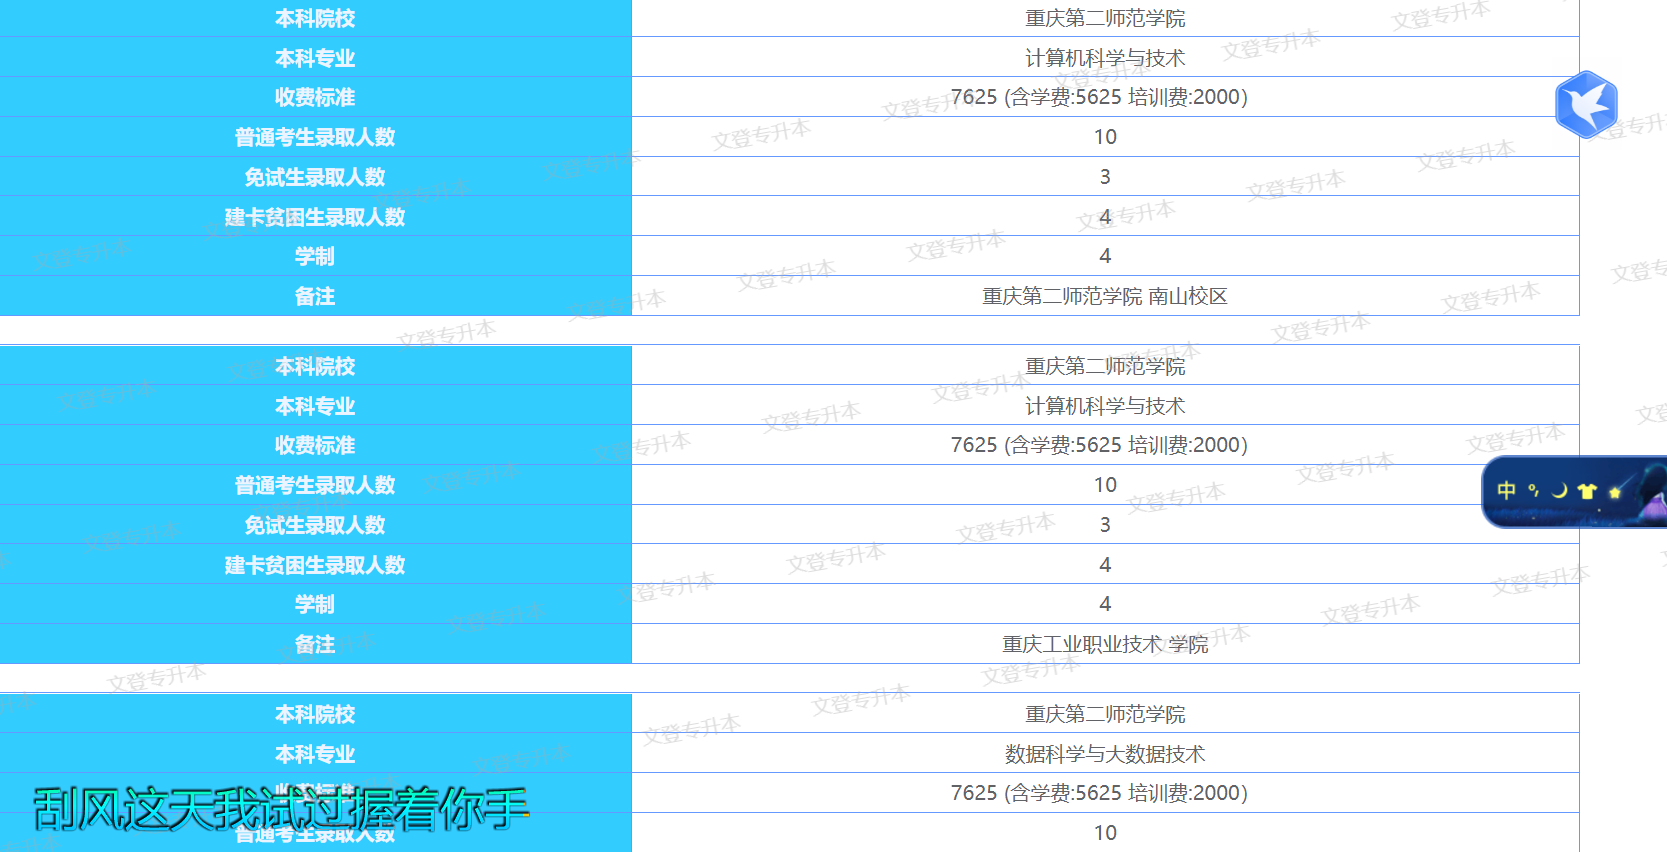 本科院校 重庆第二师范学院
本科专业 计算机科学与技术
收费标准 7625 (含学费:5625 培训费:2000)
普通考生录取人数 10
免试生录取人数 3
建卡贫困生录取人数 4
学制 4
备注 重庆第二师范学院 南山校区
本科院校 重庆第二师范学院
本科专业 计算机科学与技术
收费标准 7625 (含学费:5625 培训费:2000)
普通考生录取人数 10
免试生录取人数 3
建卡贫困生录取人数 4
学制 4
备注 重庆工业职业技术 学院
中
本科院校 重庆第二师范学院
本科专业 数据科学与大数据技术
收费标准 7625 (含学费:5625 培训费:2000)
刮风这天我试过握着你手
普通考生录取人数 10
文登专升本